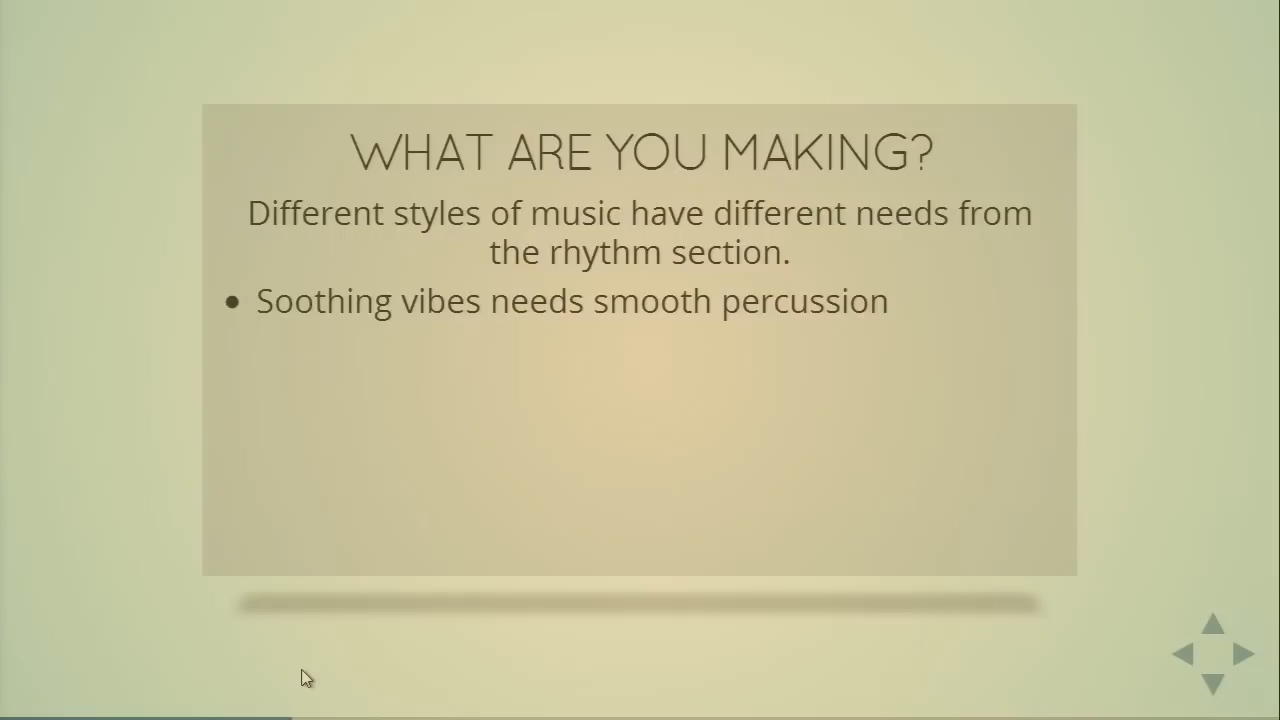 WHAT ARE YOU MAKING?
Different styles of music have different needs from
the rhythm section.
• Soothing vibes needs smooth percussion